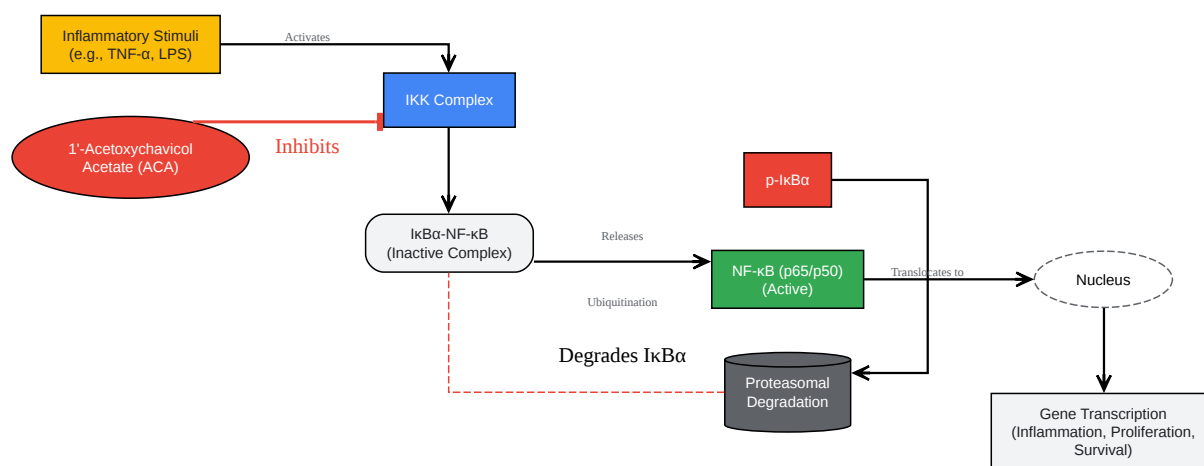 Inflammatory Stimuli
(e.g., TNF-α, LPS)
Activates
IKK Complex
1'-Acetoxychavicol
Acetate (ACA)
Inhibits
p-IκBα
IκBα-NF-κB
(Inactive Complex)
Releases
NF-κB (p65/p50)
(Active)
Translocates to
Nucleus
Ubiquitination
Degrades IκBα
Proteasomal
Degradation
Gene Transcription
(Inflammation, Proliferation,
Survival)